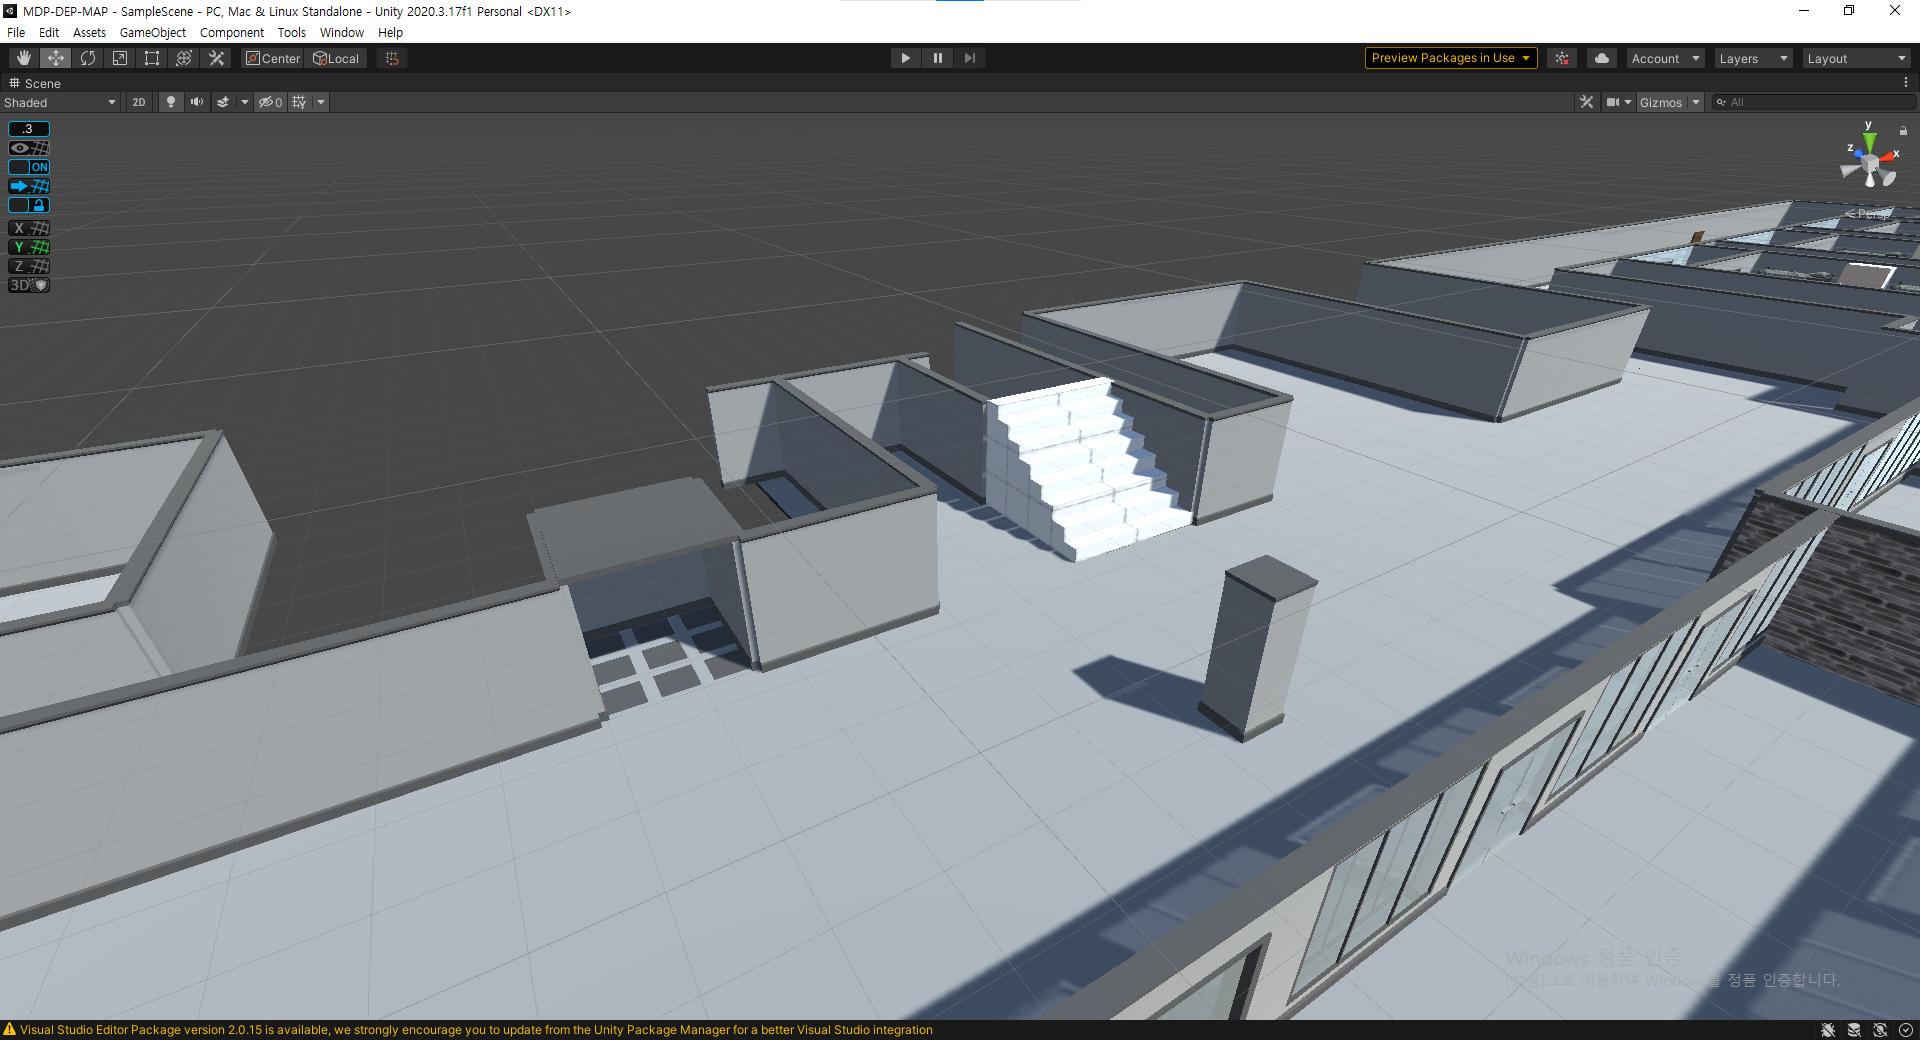 MDP-DEP-MAP - SampleScene - PC, Mac & Linux Standalone - Unity 2020.3.17f1 Personal <DX11>
File Edit Assets GameObject Component Tools Window Help
Center Local Preview Packages in Use Account Layers Layout
Scene
Shaded 2D 0 Gizmos All
.3
ON
X
Y
Z
3D
y
z x
< Persp
Windows 정품 인증
[설정]으로 이동하여 Windows를 정품 인증합니다.
Visual Studio Editor Package version 2.0.15 is available, we strongly encourage you to update from the Unity Package Manager for a better Visual Studio integration